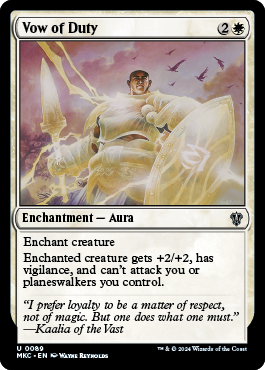 Vow of Duty 2
Enchantment — Aura
Enchant creature
Enchanted creature gets +2/+2, has
vigilance, and can't attack you or
planeswalkers you control.
“I prefer loyalty to be a matter of respect,
not of magic. But one does what one must.”
—Kaalia of the Vast
U 0089
MKC • EN Wayne Reynolds
™ & © 2024 Wizards of the Coast